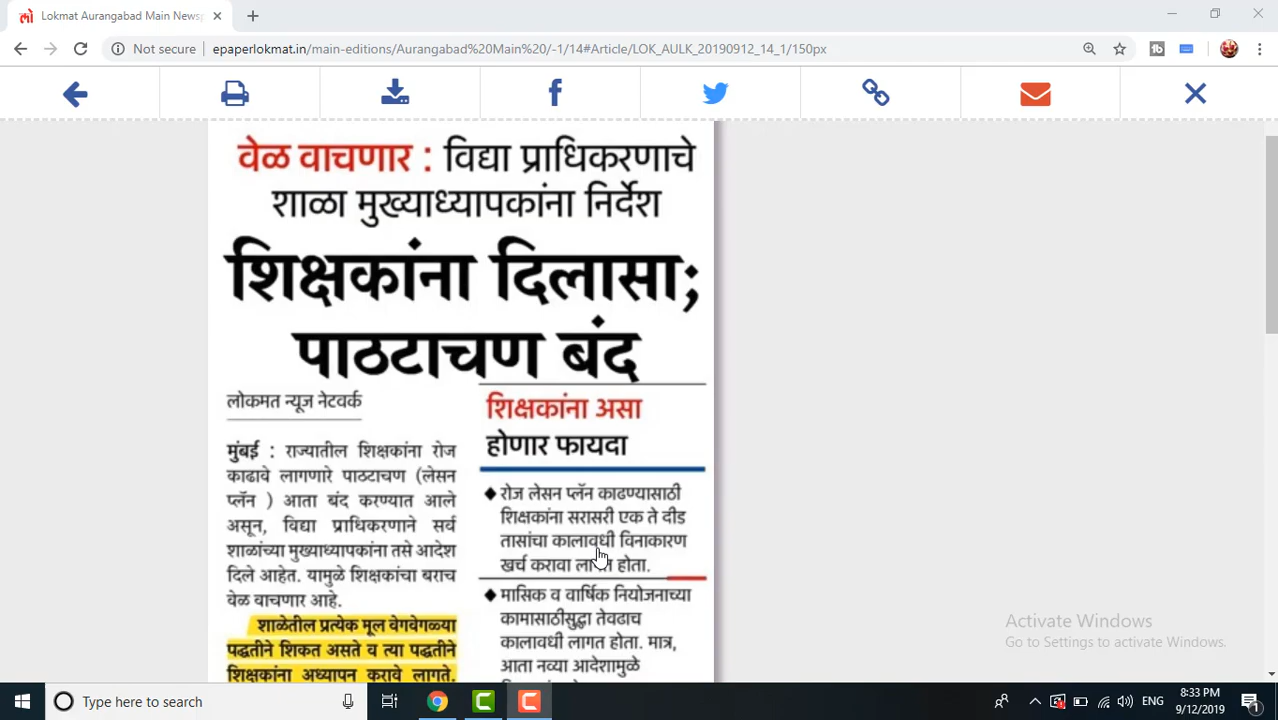 Lokmat Aurangabad Main Newsp
Not secure
epaperlokmat.in/main-editions/Aurangabad%20Main%20/-1/14#Article/LOK_AULK_20190912_14_1/150px
वेळ वाचणार : विद्या प्राधिकरणाचे
शाळा मुख्याध्यापकांना निर्देश
शिक्षकांना दिलासा;
पाठटाचण बंद
लोकमत न्यूज नेटवर्क
मुंबई : राज्यातील शिक्षकांना रोज
काढावे लागणारे पाठटाचण (लेसन
प्लॅन ) आता बंद करण्यात आले
असून, विद्या प्राधिकरणाने सर्व
शाळांच्या मुख्याध्यापकांना तसे आदेश
दिले आहेत. यामुळे शिक्षकांचा बराच
वेळ वाचणार आहे.
शाळेतील प्रत्येक मूल वेगवेगळ्या
पद्धतीने शिकत असते व त्या पद्धतीने
शिक्षकांना अध्यापन करावे लागते.
शिक्षकांना असा
होणार फायदा
◆ रोज लेसन प्लॅन काढण्यासाठी
शिक्षकांना सरासरी एक ते दीड
तासांचा कालावधी विनाकारण
खर्च करावा लागत होता.
◆ मासिक व वार्षिक नियोजनाच्या
कामासाठीसुद्धा तेवढाच
कालावधी लागत होता. मात्र,
आता नव्या आदेशामुळे
Activate Windows
Go to Settings to activate Windows.
Type here to search
ENG
8:33 PM
9/12/2019